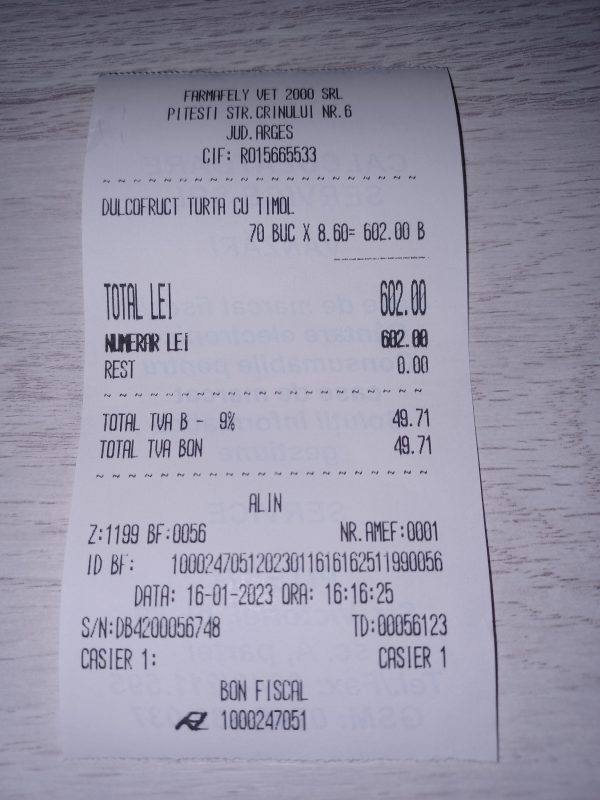 FARMAFELY VET 2000 SRL
PITESTI STR.CRINULUI NR.6
JUD.ARGES
CIF: RO15665533
DULCOFRUCT TURTA CU TIMOL
70 BUC X 8.60= 602.00 B
TOTAL LEI 602.00
NUMERAR LEI 602.00
REST 0.00
TOTAL TVA B 9% 49.71
TOTAL TVA BON 49.71
ALIN
Z:1199 BF:0056 NR.AMEF:0001
ID BF: 10002470512023011616162511990056
DATA: 16-01-2023 ORA: 16:16:25
S/N:DB4200056748 TD:00056123
CASIER 1: CASIER 1
BON FISCAL
1000247051